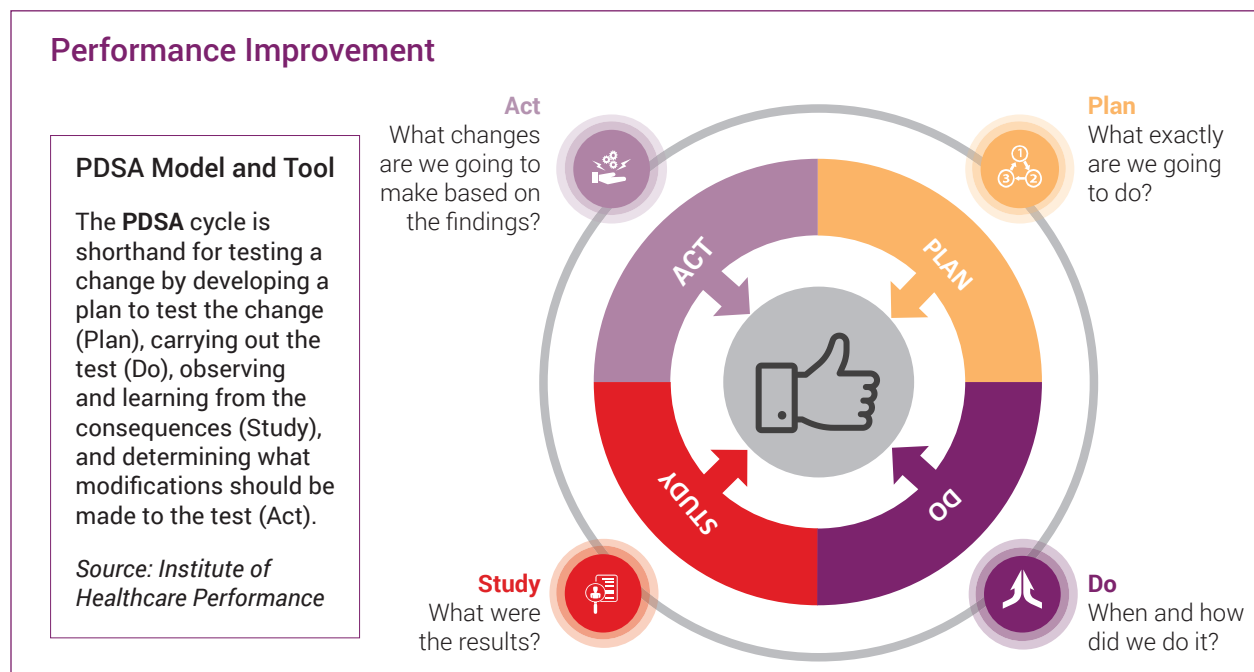 Performance Improvement
PDSA Model and Tool
The PDSA cycle is
shorthand for testing a
change by developing a
plan to test the change
(Plan), carrying out the
test (Do), observing
and learning from the
consequences (Study),
and determining what
modifications should be
made to the test (Act).
Source: Institute of
Healthcare Performance
Act
What changes
are we going to
make based on
the findings?
Plan
What exactly
are we going
to do?
1
3
2
ACT
PLAN
STUDY
DO
Study
What were
the results?
Do
When and how
did we do it?